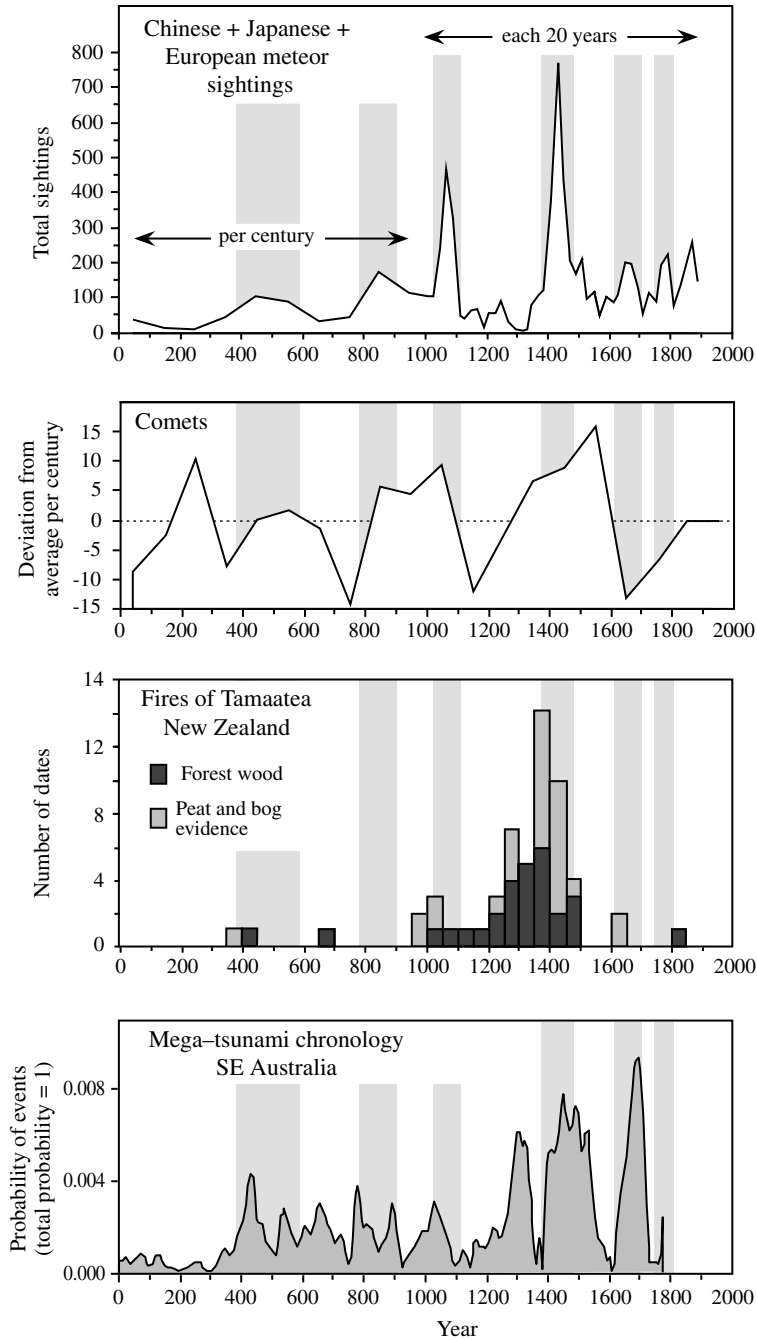 Chinese + Japanese +
European meteor
sightings
each 20 years
per century
Total sightings
800
700
600
500
400
300
200
100
0
0 200 400 600 800 1000 1200 1400 1600 1800 2000
Comets
Deviation from
average per century
15
10
5
0
-5
-10
-15
0 200 400 600 800 1000 1200 1400 1600 1800 2000
Fires of Tamaatea
New Zealand
Forest wood
Peat and bog
evidence
Number of dates
14
12
8
4
0
0 200 400 600 800 1000 1200 1400 1600 1800 2000
Mega–tsunami chronology
SE Australia
Probability of events
(total probability = 1)
0.008
0.004
0.000
0 200 400 600 800 1000 1200 1400 1600 1800 2000
Year